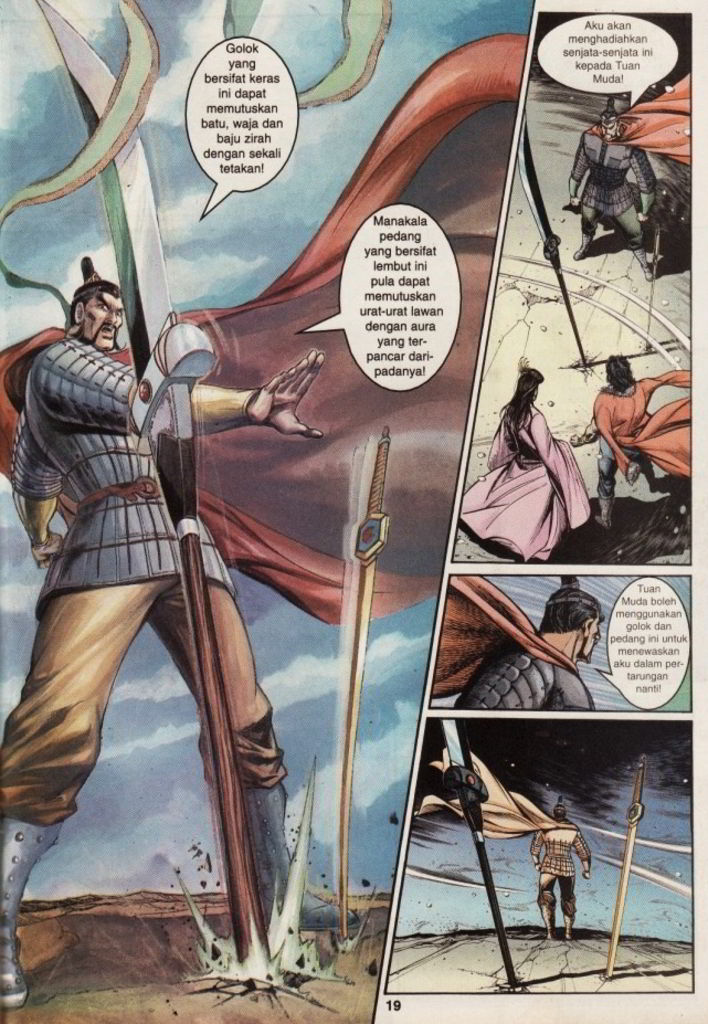 Golok
yang
bersifat keras
ini dapat
memutuskan
batu, waja dan
baju zirah
dengan sekali
tetakan!
Manakala
pedang
yang bersifat
lembut ini
pula dapat
memutuskan
urat-urat lawan
dengan aura
yang ter-
pancar dari-
padanya!
Aku akan
menghadiahkan
senjata-senjata ini
kepada Tuan
Muda!
Tuan
Muda boleh
menggunakan
golok dan
pedang ini untuk
menewaskan
aku dalam per-
tarungan
nanti!
19